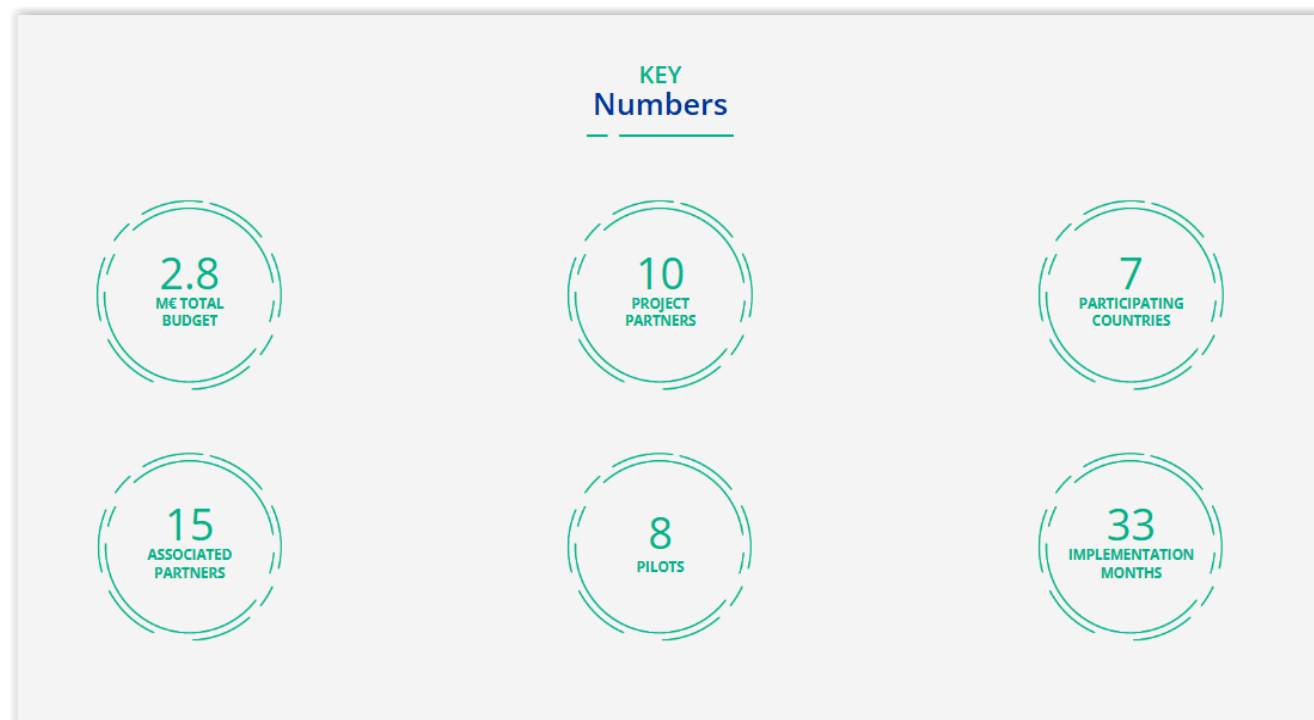 KEY
Numbers
2.8
M€ TOTAL
BUDGET
10
PROJECT
PARTNERS
7
PARTICIPATING
COUNTRIES
15
ASSOCIATED
PARTNERS
8
PILOTS
33
IMPLEMENTATION
MONTHS